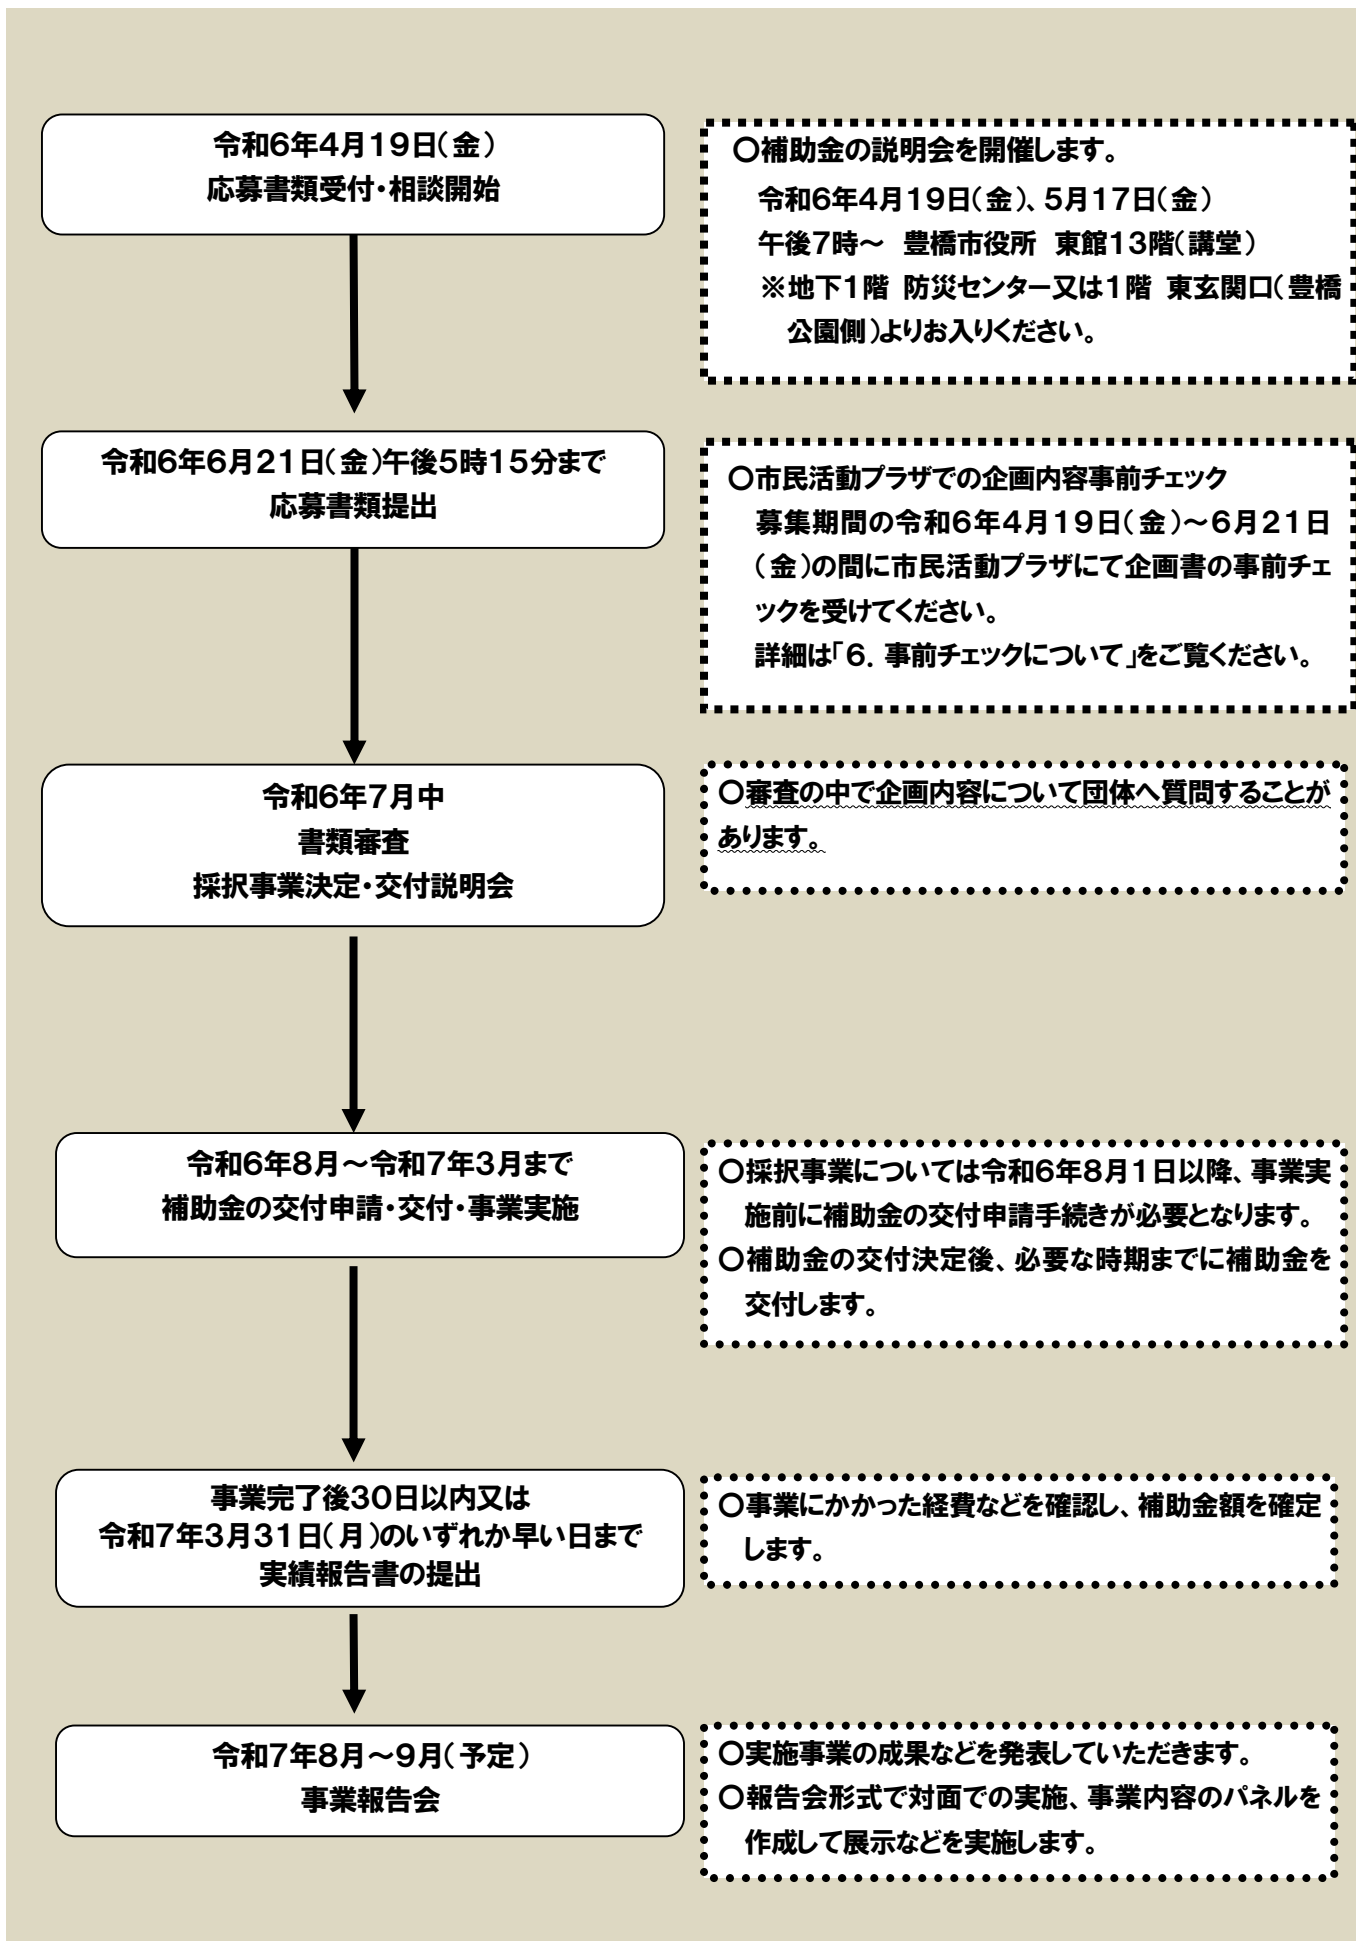 令和6年4月19日(金)
応募書類受付・相談開始
○補助金の説明会を開催します。
令和6年4月19日(金)、5月17日(金)
午後7時～ 豊橋市役所 東館13階(講堂)
※地下1階 防災センター又は1階 東玄関口(豊橋
公園側)よりお入りください。
令和6年6月21日(金)午後5時15分まで
応募書類提出
○市民活動プラザでの企画内容事前チェック
募集期間の令和6年4月19日(金)～6月21日
(金)の間に市民活動プラザにて企画書の事前チェ
ックを受けてください。
詳細は「6．事前チェックについて」をご覧ください。
令和6年7月中
書類審査
採択事業決定・交付説明会
○審査の中で企画内容について団体へ質問することが
あります。
令和6年8月～令和7年3月まで
補助金の交付申請・交付・事業実施
○採択事業については令和6年8月1日以降、事業実
施前に補助金の交付申請手続きが必要となります。
○補助金の交付決定後、必要な時期までに補助金を
交付します。
事業完了後30日以内又は
令和7年3月31日(月)のいずれか早い日まで
実績報告書の提出
○事業にかかった経費などを確認し、補助金額を確定
します。
令和7年8月～9月(予定)
事業報告会
○実施事業の成果などを発表していただきます。
○報告会形式で対面での実施、事業内容のパネルを
作成して展示などを実施します。